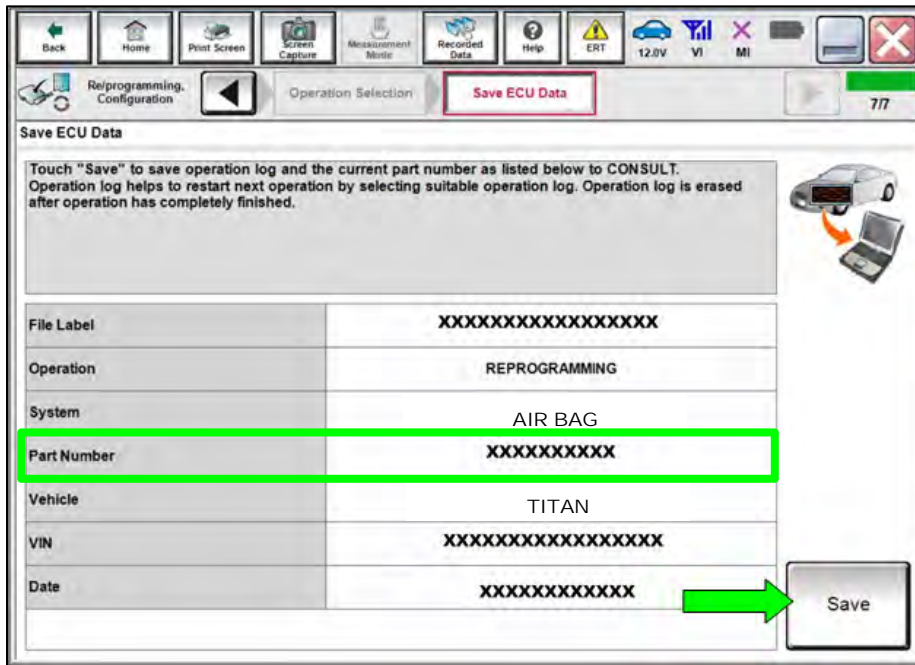 Back
Home
Print Screen
Screen
Capture
Measurement
Mode
Recorded
Data
Help
ERT
12.0V
VI
MI
Re/programming,
Configuration
Operation Selection
Save ECU Data
7/7
Save ECU Data
Touch "Save" to save operation log and the current part number as listed below to CONSULT.
Operation log helps to restart next operation by selecting suitable operation log. Operation log is erased
after operation has completely finished.
File Label XXXXXXXXXXXXXXXXX
Operation REPROGRAMMING
System AIR BAG
Part Number XXXXXXXXXX
Vehicle TITAN
VIN XXXXXXXXXXXXXXXXX
Date XXXXXXXXXXXX
Save